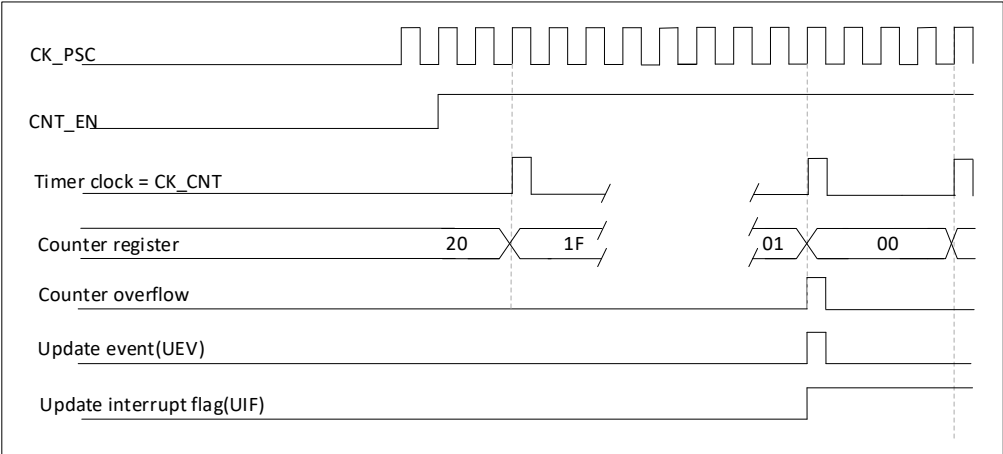 CK_PSC
CNT_EN
Timer clock = CK_CNT
Counter register 20 1F 01 00
Counter overflow
Update event(UEV)
Update interrupt flag(UIF)